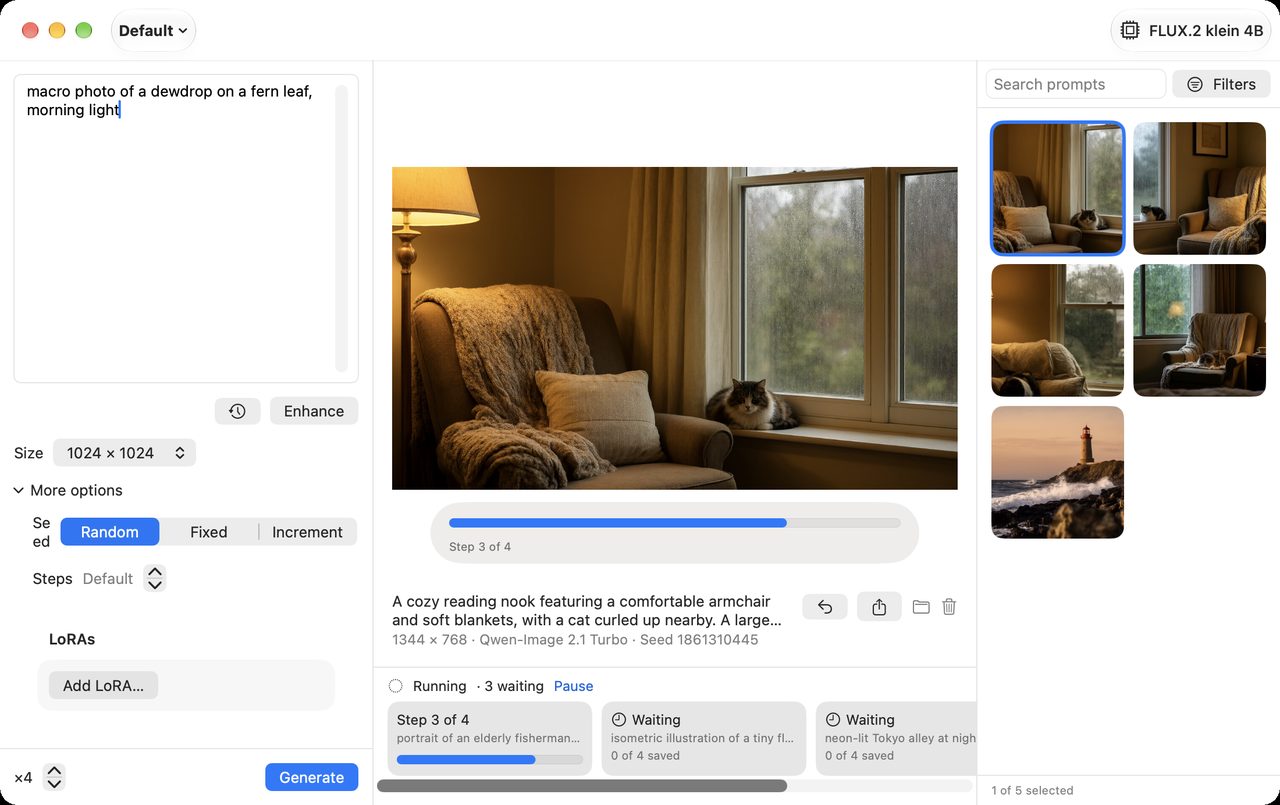 Default
FLUX.2 klein 4B
macro photo of a dewdrop on a fern leaf,
morning light
Enhance
Size 1024 × 1024
More options
Se
ed
Random Fixed Increment
Steps Default
LoRAs
Add LoRA...
×4
Generate
Step 3 of 4
A cozy reading nook featuring a comfortable armchair
and soft blankets, with a cat curled up nearby. A large...
1344 × 768 · Qwen-Image 2.1 Turbo · Seed 1861310445
Running · 3 waiting Pause
Step 3 of 4
portrait of an elderly fisherman...
Waiting
isometric illustration of a tiny fl...
0 of 4 saved
Waiting
neon-lit Tokyo alley at nigh
0 of 4 saved
Search prompts
Filters
1 of 5 selected